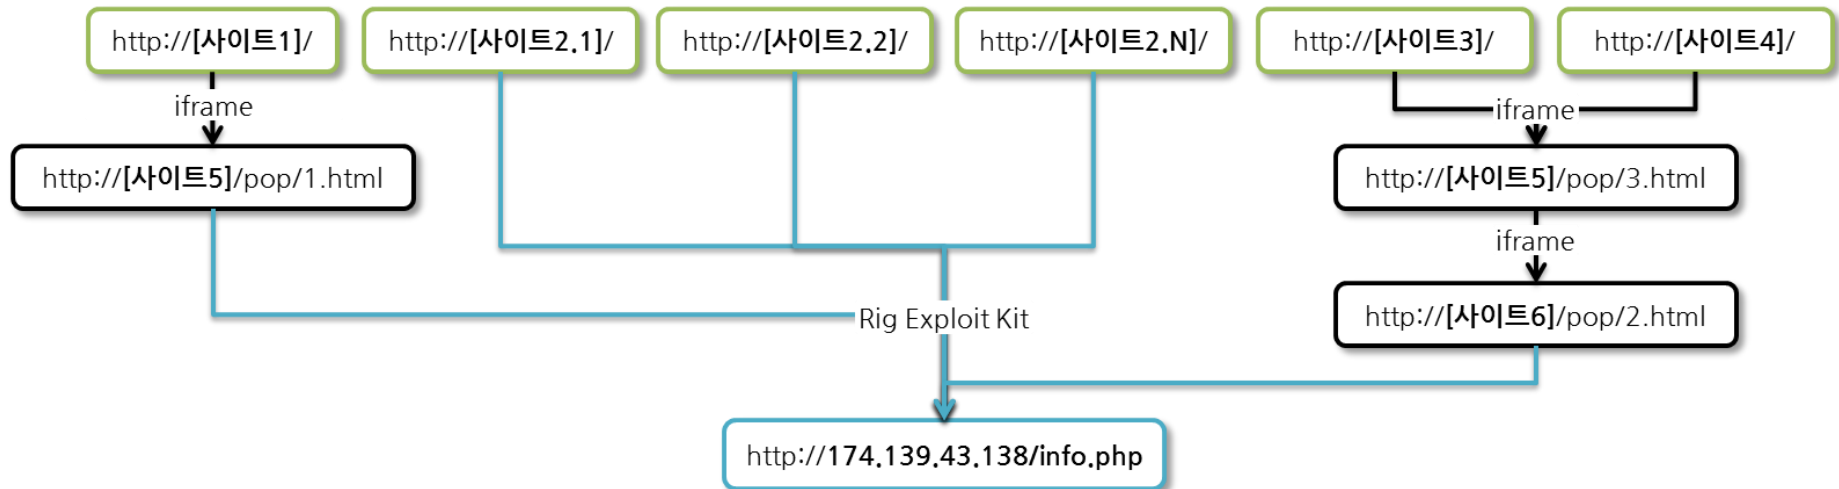 http://[사이트1]/
http://[사이트2.1]/
http://[사이트2.2]/
http://[사이트2.N]/
http://[사이트3]/
http://[사이트4]/
iframe
iframe
http://[사이트5]/pop/1.html
http://[사이트5]/pop/3.html
iframe
Rig Exploit Kit
http://[사이트6]/pop/2.html
http://174.139.43.138/info.php